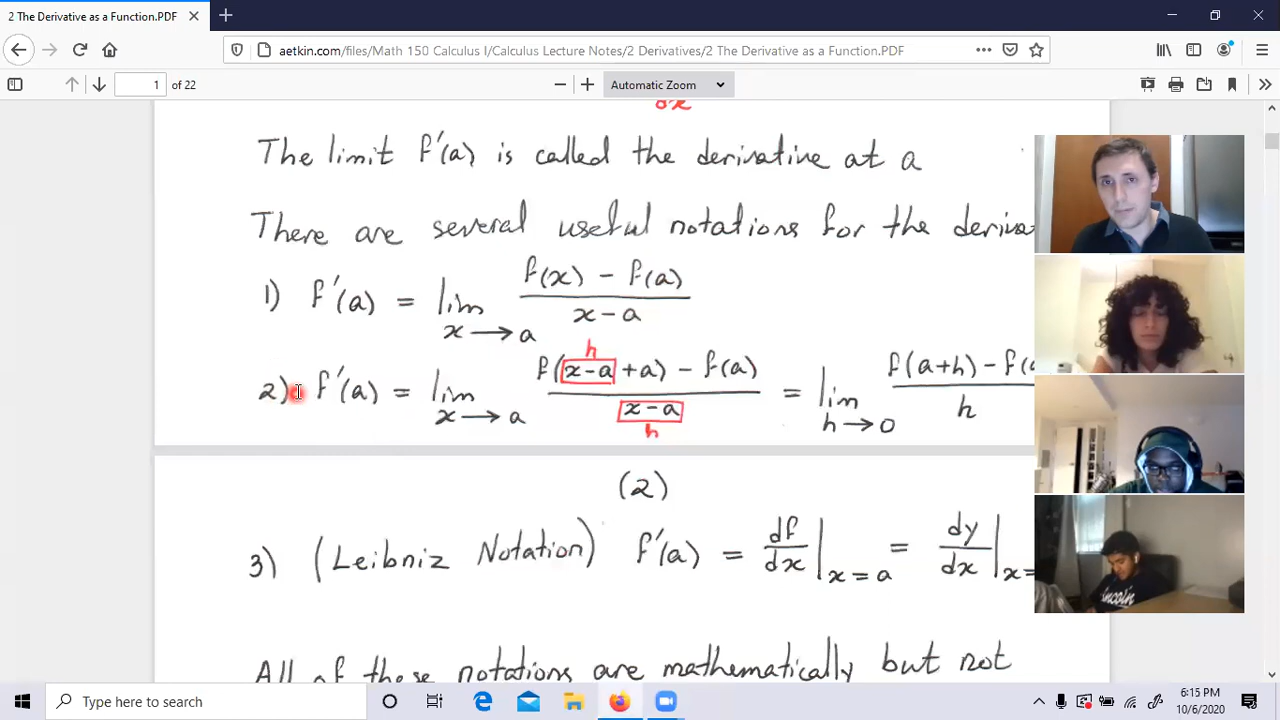 2 The Derivative as a Function.PDF
aetkin.com/files/Math 150 Calculus I/Calculus Lecture Notes/2 Derivatives/2 The Derivative as a Function.PDF
1 of 22
Automatic Zoom
dx
The limit f'(a) is called the derivative at a
There are several useful notations for the deriva
1) f'(a) = lim x→a f(x) - f(a) / x - a
2) f'(a) = lim x→a f(x-a + a) - f(a) / x-a = lim h→0 f(a+h) - f(a / h
h
h
(2)
3) (Leibniz Notation) f'(a) = df/dx | x=a = dy/dx | x=
All of these notations are mathematically but not
Lincoln
Type here to search
6:15 PM
10/6/2020